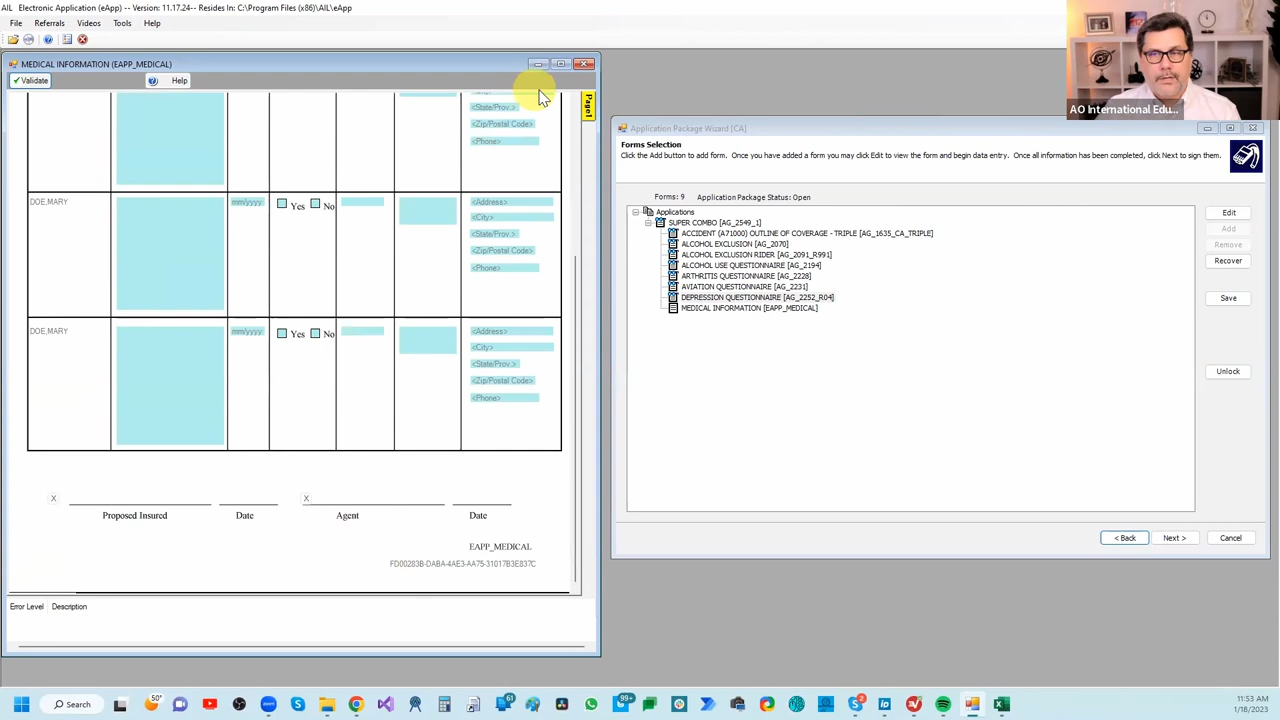 AIL Electronic Application (eApp) -- Version: 11.17.24-- Resides In: C:\Program Files (x86)\AIL\eApp
File Referrals Videos Tools Help
MEDICAL INFORMATION (EAPP_MEDICAL)
Validate Help
Page1
<State/Prov.>
<Zip/Postal Code>
<Phone>
DOE,MARY mm/yyyy Yes No <Address>
<City>
<State/Prov.>
<Zip/Postal Code>
<Phone>
DOE,MARY mm/yyyy Yes No <Address>
<City>
<State/Prov.>
<Zip/Postal Code>
<Phone>
X X
Proposed Insured Date Agent Date
EAPP_MEDICAL
FD00283B-DABA-4AE3-AA75-31017B3E837C
Error Level Description
AO International Edu...
Application Package Wizard [CA]
Forms Selection
Click the Add button to add form. Once you have added a form you may click Edit to view the form and begin data entry. Once all information has been completed, click Next to sign them.
Forms: 9 Application Package Status: Open
Applications
SUPER COMBO [AG_2549_1]
ACCIDENT (A71000) OUTLINE OF COVERAGE - TRIPLE [AG_1635_CA_TRIPLE]
ALCOHOL EXCLUSION [AG_2070]
ALCOHOL EXCLUSION RIDER [AG_2091_R991]
ALCOHOL USE QUESTIONNAIRE [AG_2194]
ARTHRITIS QUESTIONNAIRE [AG_2228]
AVIATION QUESTIONNAIRE [AG_2231]
DEPRESSION QUESTIONNAIRE [AG_2252_R04]
MEDICAL INFORMATION [EAPP_MEDICAL]
Edit
Add
Remove
Recover
Save
Unlock
< Back Next > Cancel
Search 50° 61 99+ 2
11:53 AM
1/18/2023